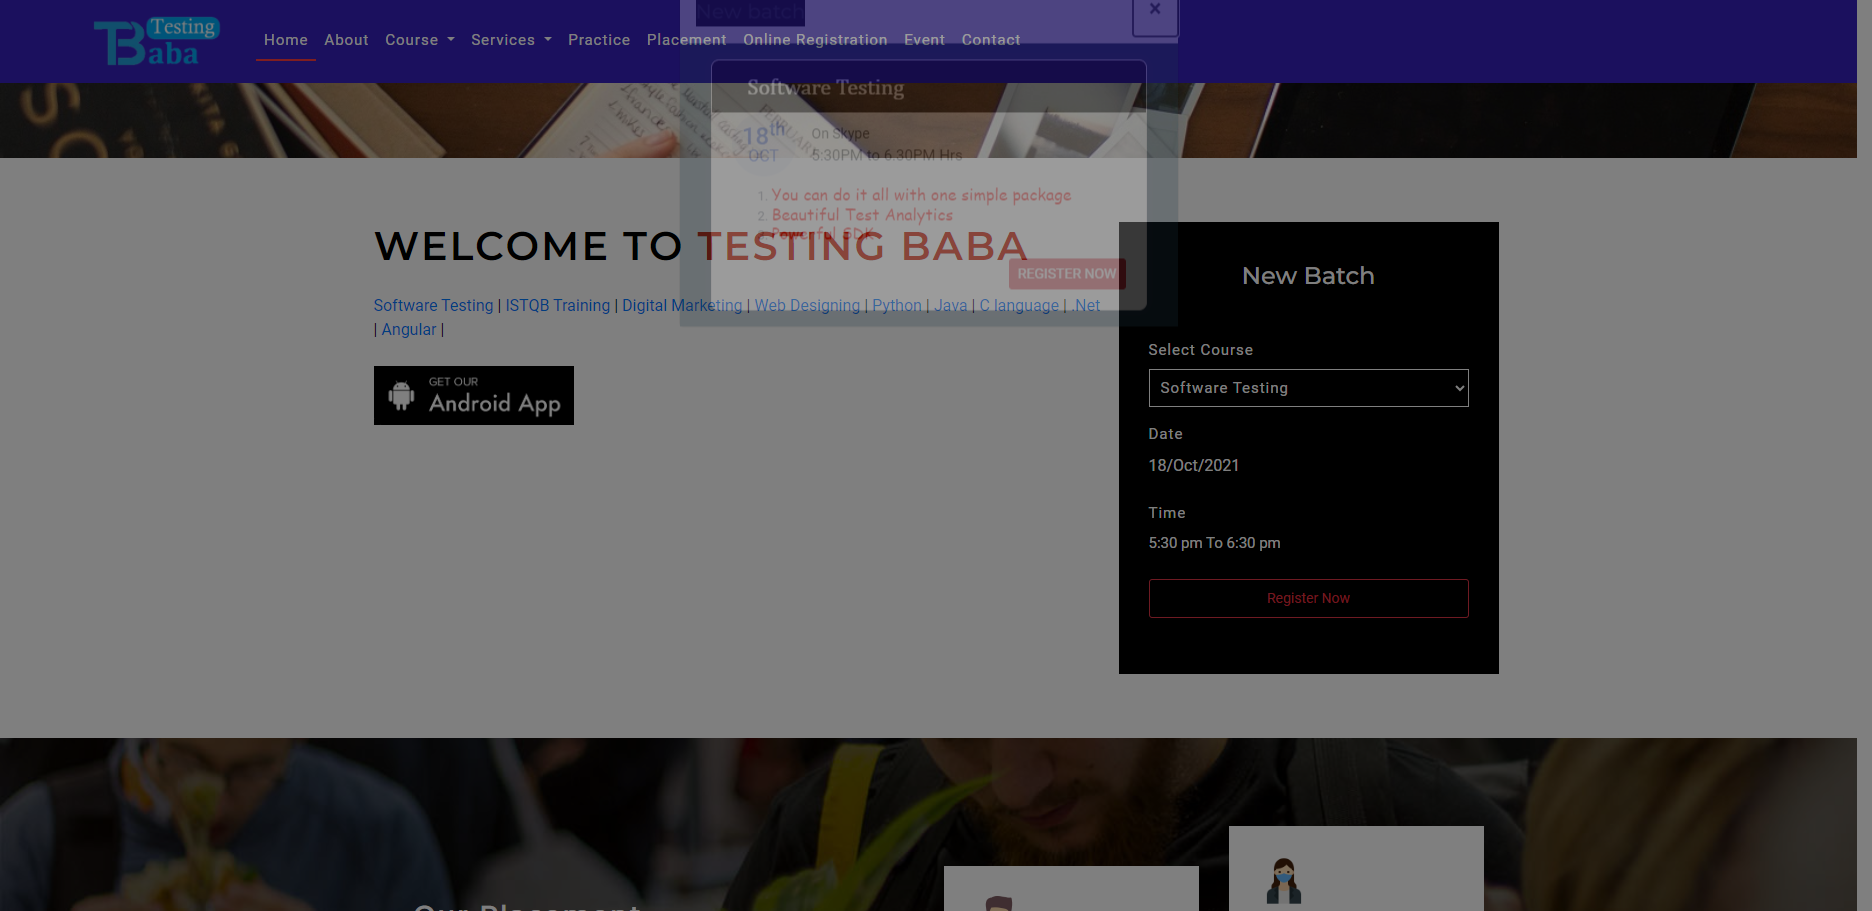 Testing
Baba
Home About Course Services Practice Placement Online Registration Event Contact
New batch
×
Software Testing
18th
OCT
On Skype
5:30PM to 6.30PM Hrs
1. You can do it all with one simple package
2. Beautiful Test Analytics
3. Powerful SDK
REGISTER NOW
WELCOME TO TESTING BABA
Software Testing | ISTQB Training | Digital Marketing | Web Designing | Python | Java | C language | .Net
| Angular |
GET OUR
Android App
New Batch
Select Course
Software Testing
Date
18/Oct/2021
Time
5:30 pm To 6:30 pm
Register Now
Our Placement